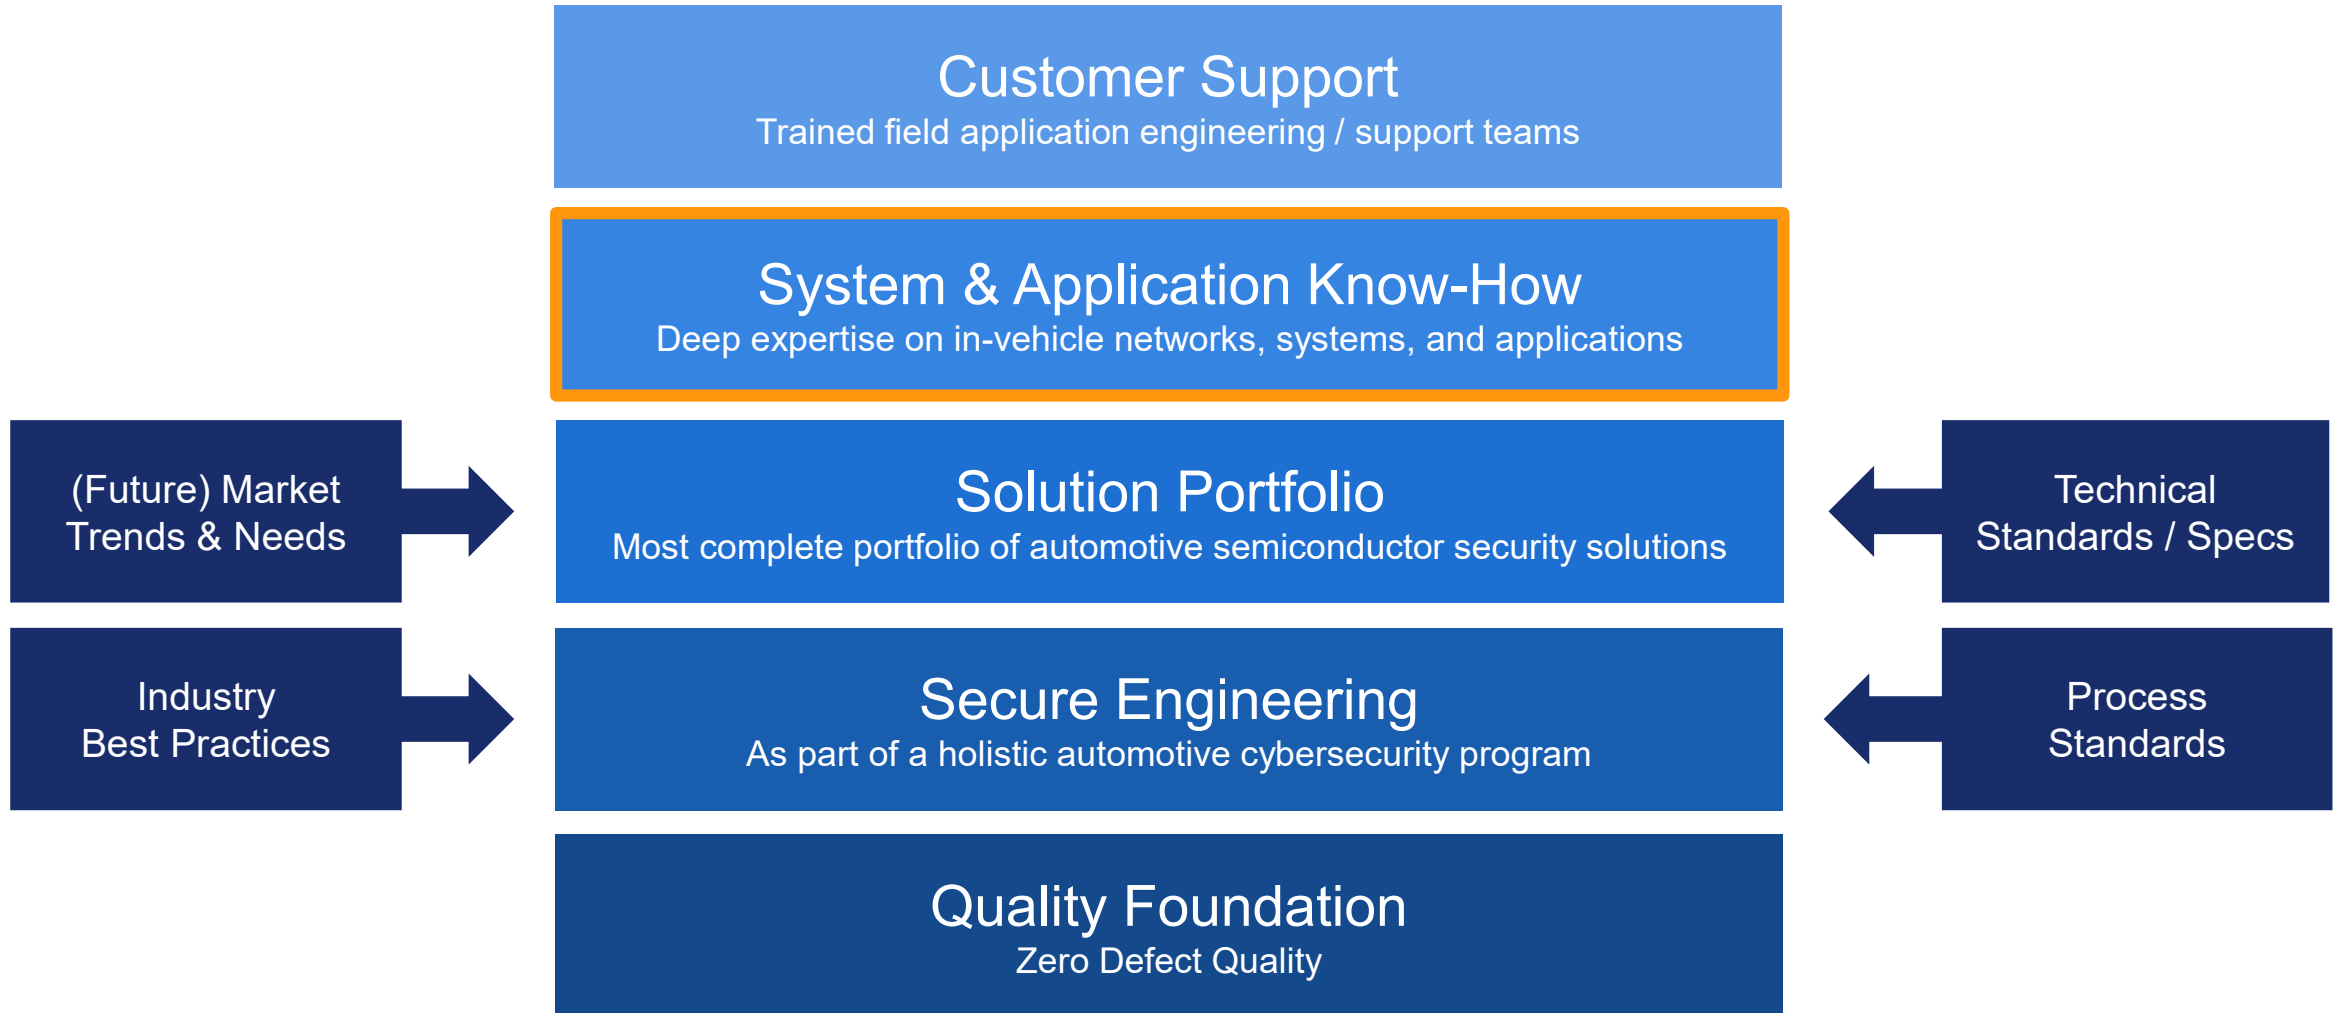 Customer Support
Trained field application engineering / support teams
System & Application Know-How
Deep expertise on in-vehicle networks, systems, and applications
(Future) Market
Trends & Needs
Solution Portfolio
Most complete portfolio of automotive semiconductor security solutions
Technical
Standards / Specs
Industry
Best Practices
Secure Engineering
As part of a holistic automotive cybersecurity program
Process
Standards
Quality Foundation
Zero Defect Quality